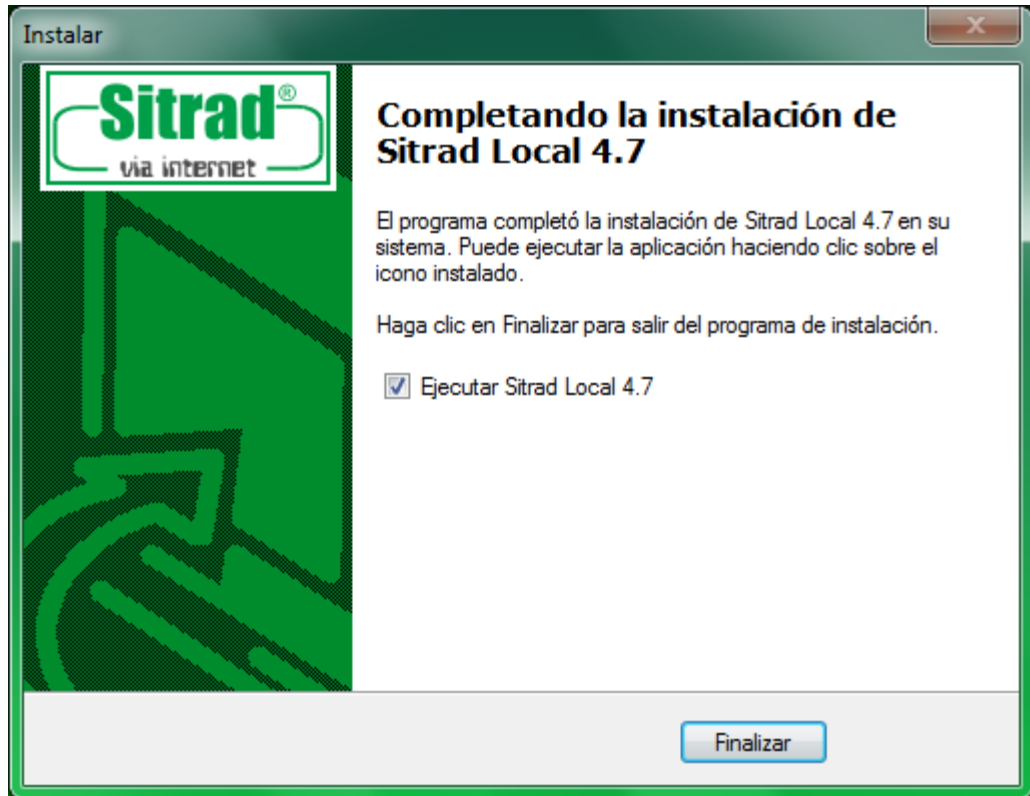 Instalar
Sitrad®
via internet
Completando la instalación de
Sitrad Local 4.7
El programa completó la instalación de Sitrad Local 4.7 en su
sistema. Puede ejecutar la aplicación haciendo clic sobre el
icono instalado.
Haga clic en Finalizar para salir del programa de instalación.
Ejecutar Sitrad Local 4.7
Finalizar